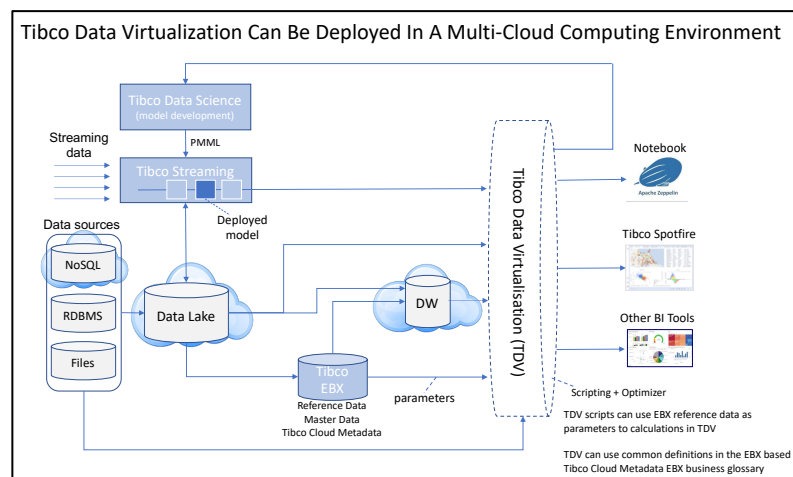 Tibco Data Virtualization Can Be Deployed In A Multi-Cloud Computing Environment
Tibco Data Science
(model development)
PMML
Streaming
data
Tibco Streaming
Deployed
model
Data sources
NoSQL
RDBMS
Files
Data Lake
DW
Tibco
EBX
Reference Data
Master Data
Tibco Cloud Metadata
parameters
Tibco Data Virtualisation (TDV)
Notebook
Apache Zeppelin
Tibco Spotfire
Other BI Tools
Scripting + Optimizer
TDV scripts can use EBX reference data as
parameters to calculations in TDV
TDV can use common definitions in the EBX based
Tibco Cloud Metadata EBX business glossary